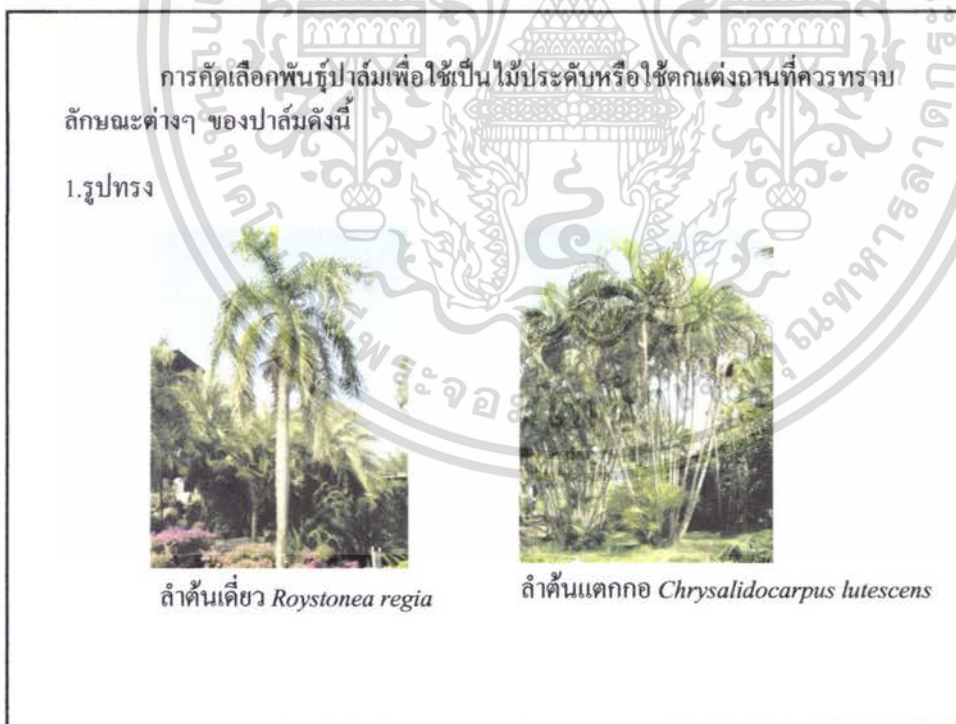 การคัดเลือกพันธุ์ปาล์มเพื่อใช้เป็นไม้ประดับหรือใช้ตกแต่งถานที่ควรทราบ
ลักษณะต่างๆ ของปาล์มดังนี้
1.รูปทรง
ลำต้นเดี่ยว Roystonea regia
ลำต้นแตกกอ Chrysalidocarpus lutescens